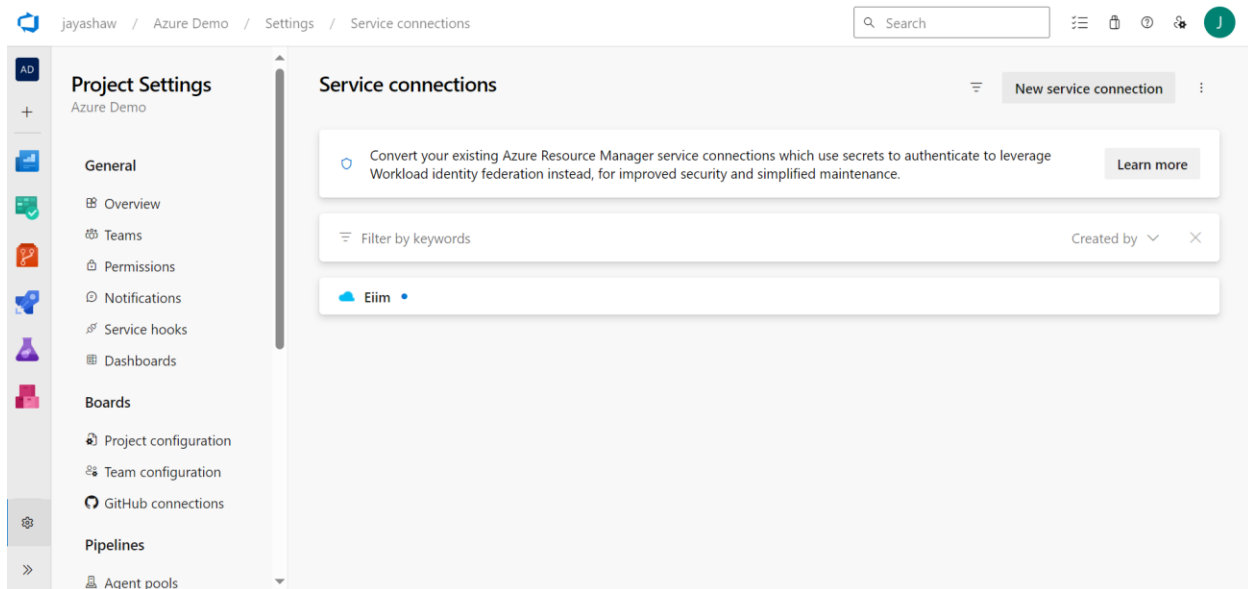 jayashaw / Azure Demo / Settings / Service connections
Search
J
AD
Project Settings
Azure Demo
General
Overview
Teams
Permissions
Notifications
Service hooks
Dashboards
Boards
Project configuration
Team configuration
GitHub connections
Pipelines
Agent pools
Service connections
New service connection
Convert your existing Azure Resource Manager service connections which use secrets to authenticate to leverage
Workload identity federation instead, for improved security and simplified maintenance.
Learn more
Filter by keywords
Created by
Eiim